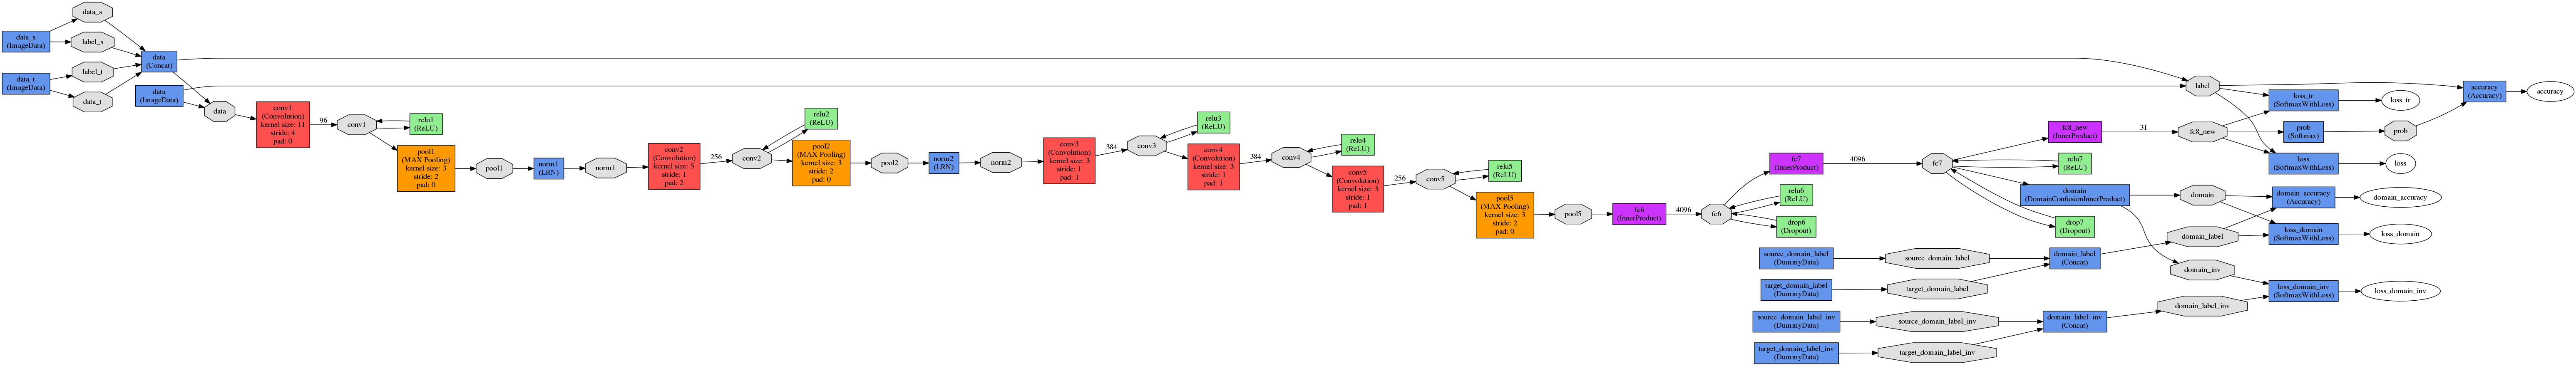 data_s
(ImageData)
data_t
(ImageData)
data_s
label_s
label_t
data_t
data
(Concat)
data
(ImageData)
data
conv1
(Convolution)
kernel size: 11
stride: 4
pad: 0
96
conv1
relu1
(ReLU)
pool1
(MAX Pooling)
kernel size: 3
stride: 2
pad: 0
pool1
norm1
(LRN)
norm1
conv2
(Convolution)
kernel size: 5
stride: 1
pad: 2
256
conv2
relu2
(ReLU)
pool2
(MAX Pooling)
kernel size: 3
stride: 2
pad: 0
pool2
norm2
(LRN)
norm2
conv3
(Convolution)
kernel size: 3
stride: 1
pad: 1
384
conv3
relu3
(ReLU)
conv4
(Convolution)
kernel size: 3
stride: 1
pad: 1
384
conv4
relu4
(ReLU)
conv5
(Convolution)
kernel size: 3
stride: 1
pad: 1
256
conv5
relu5
(ReLU)
pool5
(MAX Pooling)
kernel size: 3
stride: 2
pad: 0
pool5
fc6
(InnerProduct)
4096
fc6
fc7
(InnerProduct)
relu6
(ReLU)
drop6
(Dropout)
4096
fc7
fc8_new
(InnerProduct)
relu7
(ReLU)
domain
(DomainConfusionInnerProduct)
drop7
(Dropout)
31
fc8_new
label
loss_tr
(SoftmaxWithLoss)
loss_tr
prob
(Softmax)
prob
loss
(SoftmaxWithLoss)
loss
accuracy
(Accuracy)
accuracy
domain
domain_accuracy
(Accuracy)
domain_accuracy
domain_label
loss_domain
(SoftmaxWithLoss)
loss_domain
domain_inv
loss_domain_inv
(SoftmaxWithLoss)
loss_domain_inv
source_domain_label
(DummyData)
source_domain_label
domain_label
(Concat)
target_domain_label
(DummyData)
target_domain_label
source_domain_label_inv
(DummyData)
source_domain_label_inv
domain_label_inv
(Concat)
domain_label_inv
target_domain_label_inv
(DummyData)
target_domain_label_inv